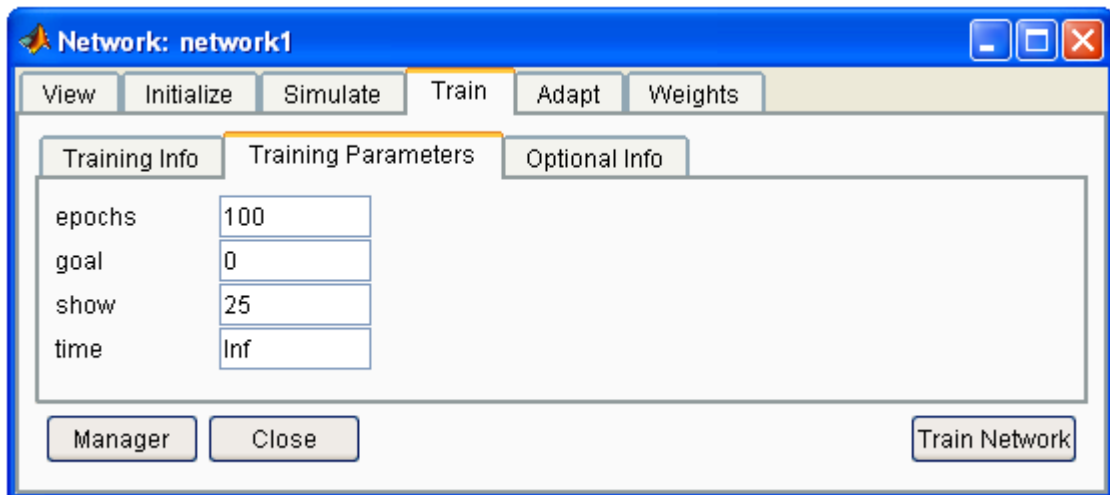 Network: network1
View Initialize Simulate Train Adapt Weights
Training Info Training Parameters Optional Info
epochs 100
goal 0
show 25
time Inf
Manager Close Train Network